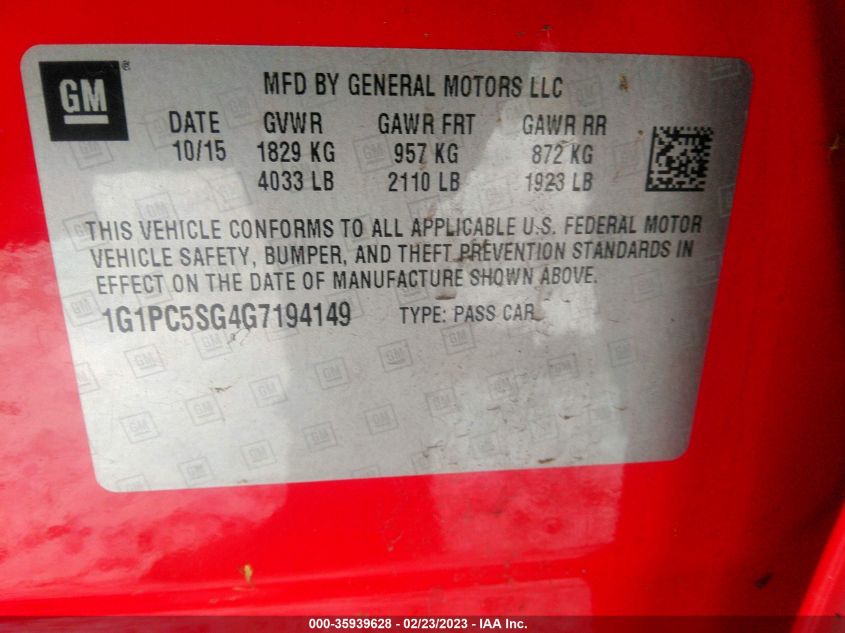 GM ® MFD BY GENERAL MOTORS LLC
DATE GVWR GAWR FRT GAWR RR
10/15 1829 KG 957 KG 872 KG
4033 LB 2110 LB 1923 LB
THIS VEHICLE CONFORMS TO ALL APPLICABLE U.S. FEDERAL MOTOR
VEHICLE SAFETY, BUMPER, AND THEFT PREVENTION STANDARDS IN
EFFECT ON THE DATE OF MANUFACTURE SHOWN ABOVE.
1G1PC5SG4G7194149 TYPE: PASS CAR
000-35939628 - 02/23/2023 - IAA Inc.